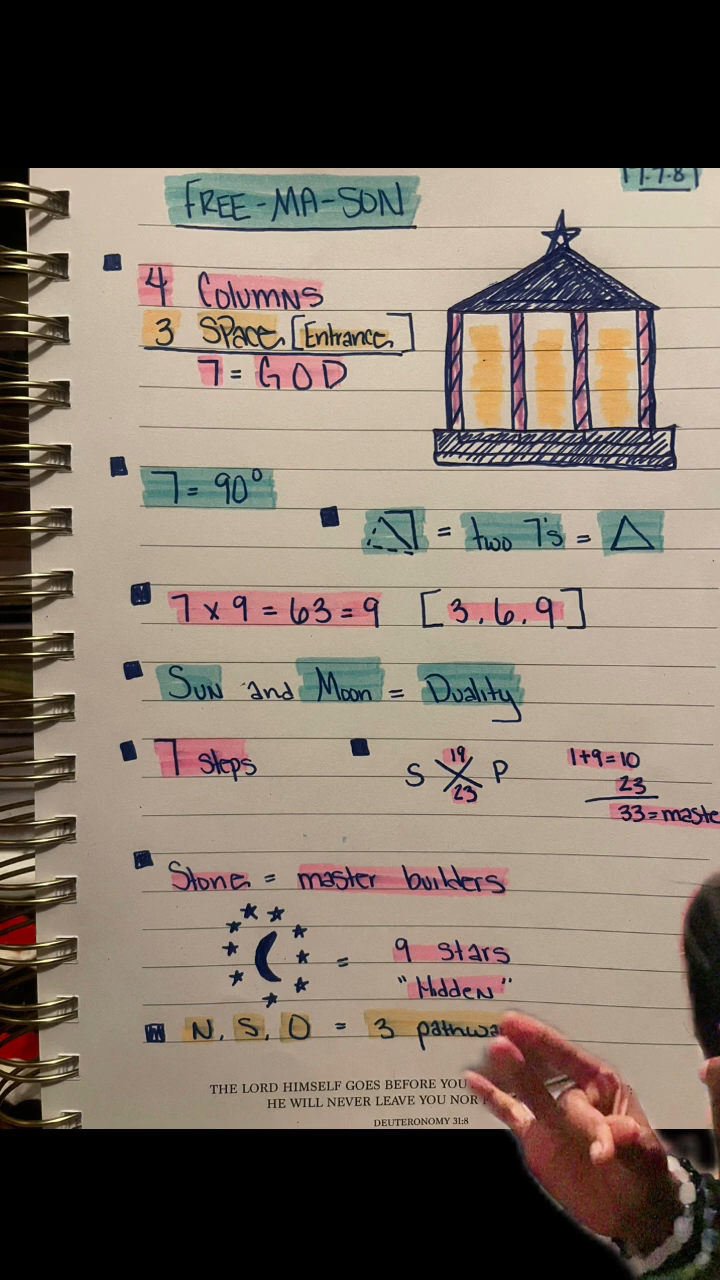 FREE-MA-SON
4 Columns
3 Space [Entrance]
7 = GOD
7 = 90°
= two 7's = △
7 x 9 = 63 = 9 [3.6.9]
Sun and Moon = Duality
7 steps
S 19 P
23
1+9=10
23
33=maste
Stone = master builders
= 9 stars
"Hidden"
N, S, O = 3 pathwa
THE LORD HIMSELF GOES BEFORE YOU
HE WILL NEVER LEAVE YOU NOR
DEUTERONOMY 31:8